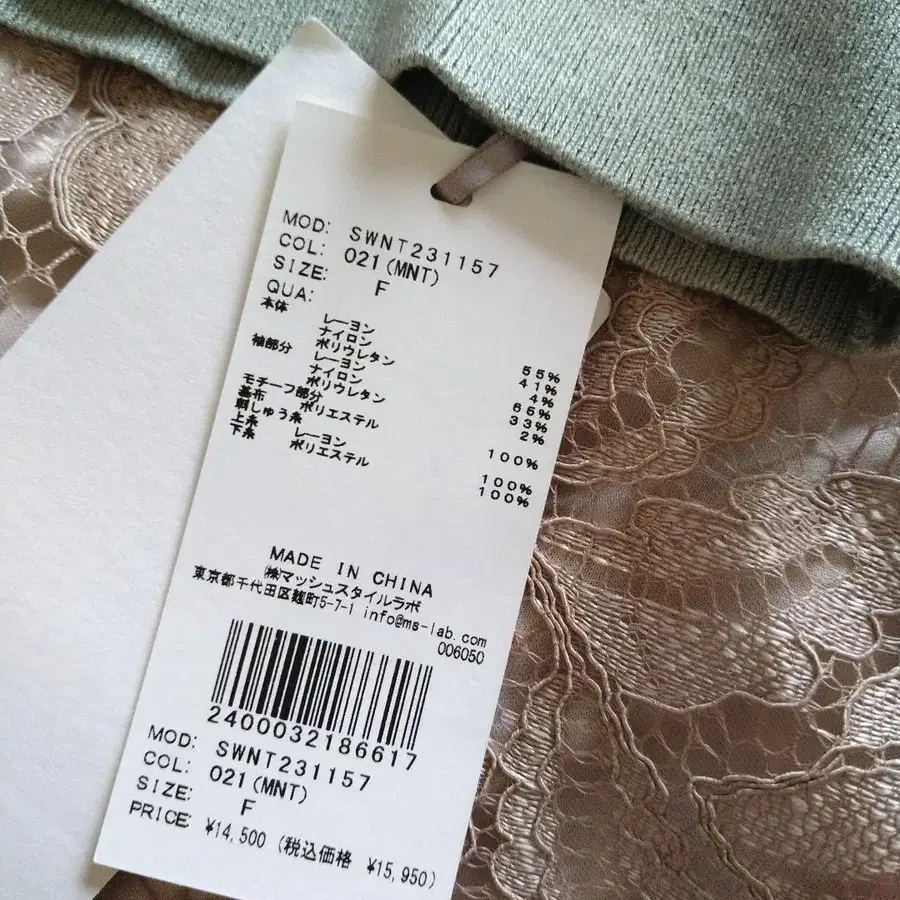 MOD: SWNT231157
COL: 021(MNT)
SIZE: F
QUA:
本体
レーヨン 55%
ナイロン 41%
ポリウレタン 4%
袖部分 レーヨン 65%
ナイロン 33%
ポリウレタン 2%
モチーフ部分
基布 ポリエステル 100%
刺しゅう糸
上糸 レーヨン 100%
下糸 ポリエステル 100%
MADE IN CHINA
㈱マッシュスタイルラボ
東京都千代田区麹町5-7-1 info@ms-lab.com
006050
2400032186617
MOD: SWNT231157
COL: 021(MNT)
SIZE: F
PRICE: ¥14,500 (税込価格 ¥15,950)